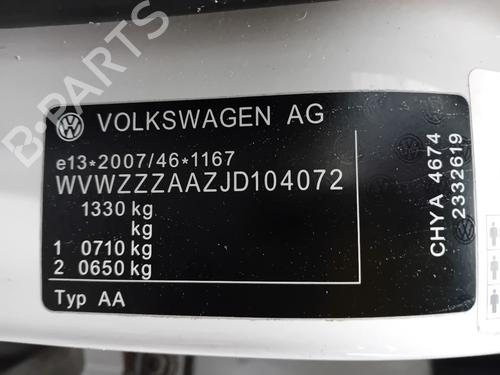 VOLKSWAGEN AG
e13*2007/46*1167
WVWZZZAAZJD104072
1330 kg
kg
1 0710 kg
2 0650 kg
Typ AA
CHYA 4674
2332619
B-PARTS